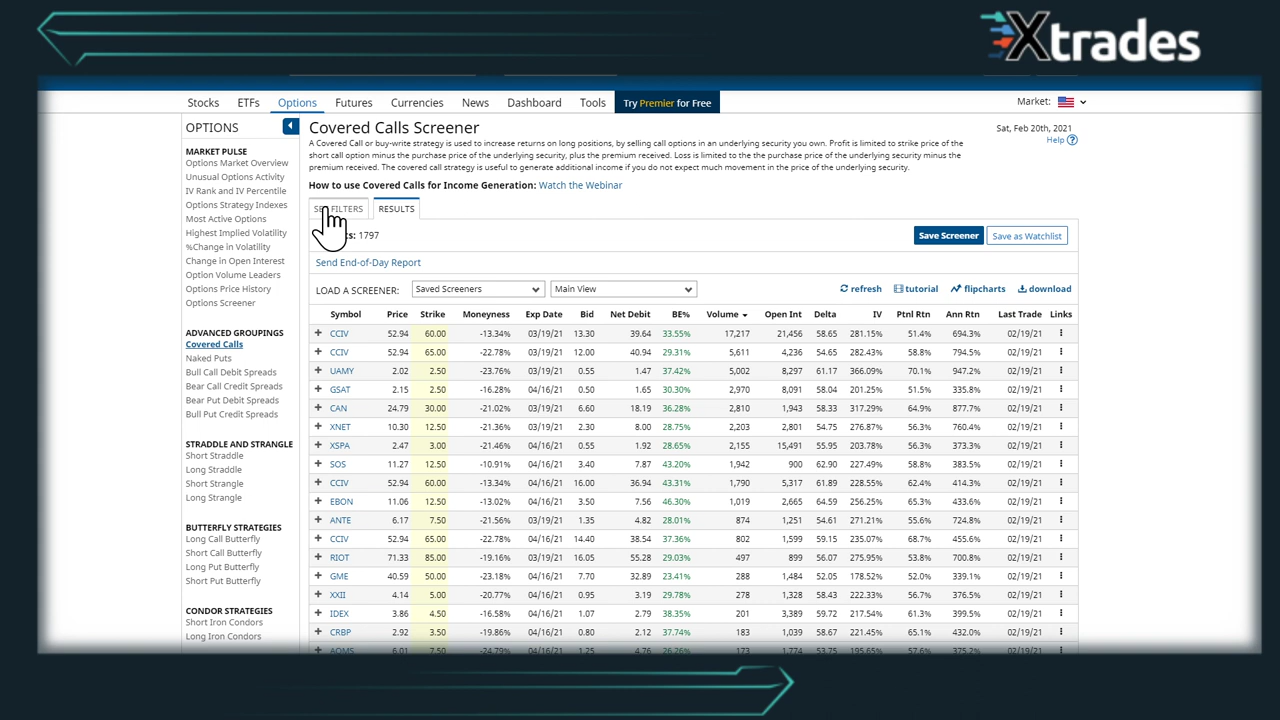 Xtrades
Stocks ETFs Options Futures Currencies News Dashboard Tools Try Premier for Free Market:
OPTIONS
MARKET PULSE
Options Market Overview
Unusual Options Activity
IV Rank and IV Percentile
Options Strategy Indexes
Most Active Options
Highest Implied Volatility
%Change in Volatility
Change in Open Interest
Option Volume Leaders
Options Price History
Options Screener
ADVANCED GROUPINGS
Covered Calls
Naked Puts
Bull Call Debit Spreads
Bear Call Credit Spreads
Bear Put Debit Spreads
Bull Put Credit Spreads
STRADDLE AND STRANGLE
Short Straddle
Long Straddle
Short Strangle
Long Strangle
BUTTERFLY STRATEGIES
Long Call Butterfly
Short Call Butterfly
Long Put Butterfly
Short Put Butterfly
CONDOR STRATEGIES
Short Iron Condors
Long Iron Condors
Covered Calls Screener
Sat, Feb 20th, 2021
Help ?
A Covered Call or buy-write strategy is used to increase returns on long positions, by selling call options in an underlying security you own. Profit is limited to strike price of the
short call option minus the purchase price of the underlying security, plus the premium received. Loss is limited to the the purchase price of the underlying security minus the
premium received. The covered call strategy is useful to generate additional income if you do not expect much movement in the price of the underlying security.
How to use Covered Calls for Income Generation: Watch the Webinar
FILTERS RESULTS
1797 Save Screener Save as Watchlist
Send End-of-Day Report
LOAD A SCREENER: Saved Screeners Main View refresh tutorial flipcharts download
Symbol Price Strike Moneyness Exp Date Bid Net Debit BE% Volume Open Int Delta IV Ptnl Rtn Ann Rtn Last Trade Links
CCIV 52.94 60.00 -13.34% 03/19/21 13.30 39.64 33.55% 17,217 21,456 58.65 281.15% 51.4% 694.3% 02/19/21
CCIV 52.94 65.00 -22.78% 03/19/21 12.00 40.94 29.31% 5,611 4,236 54.65 282.43% 58.8% 794.5% 02/19/21
UAMY 2.02 2.50 -23.76% 03/19/21 0.55 1.47 37.42% 5,002 8,297 61.17 366.09% 70.1% 947.2% 02/19/21
GSAT 2.15 2.50 -16.28% 04/16/21 0.50 1.65 30.30% 2,970 8,091 58.04 201.25% 51.5% 335.8% 02/19/21
CAN 24.79 30.00 -21.02% 03/19/21 6.60 18.19 36.28% 2,810 1,943 58.33 317.29% 64.9% 877.7% 02/19/21
XNET 10.30 12.50 -21.36% 03/19/21 2.30 8.00 28.75% 2,203 2,801 54.75 276.87% 56.3% 760.4% 02/19/21
XSPA 2.47 3.00 -21.46% 04/16/21 0.55 1.92 28.65% 2,155 15,491 55.95 203.78% 56.3% 373.3% 02/19/21
SOS 11.27 12.50 -10.91% 04/16/21 3.40 7.87 43.20% 1,942 900 62.90 227.49% 58.8% 383.5% 02/19/21
CCIV 52.94 60.00 -13.34% 04/16/21 16.00 36.94 43.31% 1,790 5,317 61.89 228.55% 62.4% 414.3% 02/19/21
EBON 11.06 12.50 -13.02% 04/16/21 3.50 7.56 46.30% 1,019 2,665 64.59 256.25% 65.3% 433.6% 02/19/21
ANTE 6.17 7.50 -21.56% 03/19/21 1.35 4.82 28.01% 874 1,251 54.61 271.21% 55.6% 724.8% 02/19/21
CCIV 52.94 65.00 -22.78% 04/16/21 14.40 38.54 37.36% 802 1,599 59.15 235.07% 68.7% 455.6% 02/19/21
RIOT 71.33 85.00 -19.16% 03/19/21 16.05 55.28 29.03% 497 899 56.07 275.95% 53.8% 700.8% 02/19/21
GME 40.59 50.00 -23.18% 04/16/21 7.70 32.89 23.41% 288 1,484 52.05 178.52% 52.0% 339.1% 02/19/21
XXII 4.14 5.00 -20.77% 04/16/21 0.95 3.19 29.78% 278 1,328 58.43 222.33% 56.7% 376.5% 02/19/21
IDEX 3.86 4.50 -16.58% 04/16/21 1.07 2.79 38.35% 201 3,389 59.72 217.54% 61.3% 399.5% 02/19/21
CRBP 2.92 3.50 -19.86% 04/16/21 0.80 2.12 37.74% 183 1,039 58.67 221.45% 65.1% 432.0% 02/19/21
AQMS 6.01 7.50 -24.79% 04/16/21 1.25 4.76 26.26% 173 1,774 53.75 195.65% 57.6% 375.2% 02/19/21